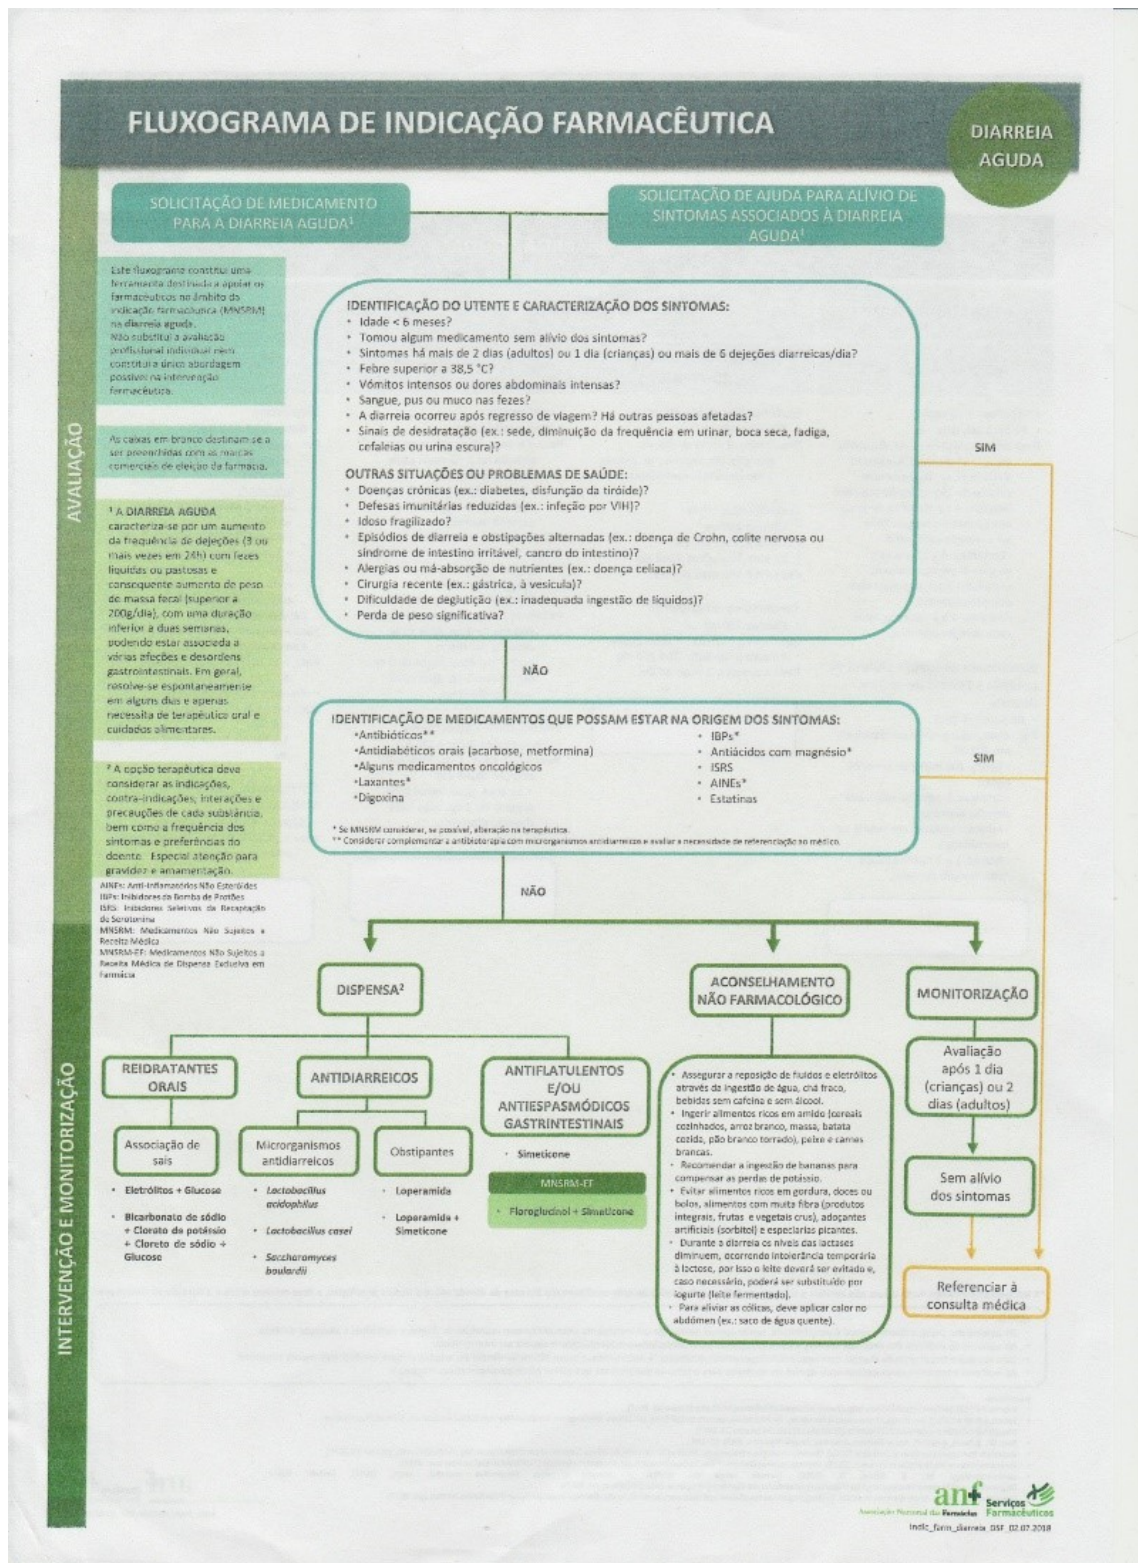 FLUXOGRAMA DE INDICAÇÃO FARMACÊUTICA
DIARREIA
AGUDA
SOLICITAÇÃO DE MEDICAMENTO
PARA A DIARREIA AGUDA¹
SOLICITAÇÃO DE AJUDA PARA ALÍVIO DE
SINTOMAS ASSOCIADOS À DIARREIA
AGUDA¹
AVALIAÇÃO
Este fluxograma constitui uma
ferramenta destinada a apoiar os
farmacêuticos no âmbito da
indicação farmacêutica (MNSRM)
na diarreia aguda.
Não substitui a avaliação
profissional individual nem
constitui a única abordagem
possível na intervenção
farmacêutica.
As caixas em branco destinam-se a
ser preenchidas com as marcas
comerciais de eleição da farmácia.
¹ A DIARREIA AGUDA
caracteriza-se por um aumento
da frequência de dejeções (3 ou
mais vezes em 24h) com fezes
líquidas ou pastosas e
consequente aumento de peso
de massa fecal (superior a
200g/dia), com uma duração
inferior a duas semanas,
podendo estar associada a
várias afeções e desordens
gastrointestinais. Em geral,
resolve-se espontaneamente
em alguns dias e apenas
necessita de terapêutica oral e
cuidados alimentares.
² A opção terapêutica deve
considerar as indicações,
contra-indicações, interações e
precauções de cada substância,
bem como a frequência dos
sintomas e preferências do
doente. Especial atenção para
gravidez e amamentação.
AINEs: Anti-Inflamatórios Não Esteróides
IBPs: Inibidores da Bomba de Protões
ISRS: Inibidores Seletivos da Recaptação
de Serotonina
MNSRM: Medicamentos Não Sujeitos a
Receita Médica
MNSRM-EF: Medicamentos Não Sujeitos a
Receita Médica de Dispensa Exclusiva em
Farmácia
IDENTIFICAÇÃO DO UTENTE E CARACTERIZAÇÃO DOS SINTOMAS:
• Idade < 6 meses?
• Tomou algum medicamento sem alívio dos sintomas?
• Sintomas há mais de 2 dias (adultos) ou 1 dia (crianças) ou mais de 6 dejeções diarreicas/dia?
• Febre superior a 38,5 °C?
• Vómitos intensos ou dores abdominais intensas?
• Sangue, pus ou muco nas fezes?
• A diarreia ocorreu após regresso de viagem? Há outras pessoas afetadas?
• Sinais de desidratação (ex.: sede, diminuição da frequência em urinar, boca seca, fadiga,
cefaleias ou urina escura)?
OUTRAS SITUAÇÕES OU PROBLEMAS DE SAÚDE:
• Doenças crónicas (ex.: diabetes, disfunção da tiróide)?
• Defesas imunitárias reduzidas (ex.: infeção por VIH)?
• Idoso fragilizado?
• Episódios de diarreia e obstipações alternadas (ex.: doença de Crohn, colite nervosa ou
síndrome de intestino irritável, cancro do intestino)?
• Alergias ou má-absorção de nutrientes (ex.: doença celíaca)?
• Cirurgia recente (ex.: gástrica, à vesícula)?
• Dificuldade de deglutição (ex.: inadequada ingestão de líquidos)?
• Perda de peso significativa?
SIM
NÃO
IDENTIFICAÇÃO DE MEDICAMENTOS QUE POSSAM ESTAR NA ORIGEM DOS SINTOMAS:
•Antibióticos**
•Antidiabéticos orais (acarbose, metformina)
•Alguns medicamentos oncológicos
•Laxantes*
•Digoxina
• IBPs*
• Antiácidos com magnésio*
• ISRS
• AINEs*
• Estatinas
* Se MNSRM considerar, se possível, alteração na terapêutica.
** Considerar complementar a antibioterapia com microrganismos antidiarreicos e avaliar a necessidade de referenciação ao médico.
SIM
NÃO
INTERVENÇÃO E MONITORIZAÇÃO
DISPENSA²
ACONSELHAMENTO
NÃO FARMACOLÓGICO
MONITORIZAÇÃO
REIDRATANTES
ORAIS
ANTIDIARREICOS
ANTIFLATULENTOS
E/OU
ANTIESPASMÓDICOS
GASTRINTESTINAIS
Associação de
sais
Microrganismos
antidiarreicos
Obstipantes
• Eletrólitos + Glucose
• Bicarbonato de sódio
+ Cloreto de potássio
+ Cloreto de sódio +
Glucose
• Lactobacillus
acidophilus
• Lactobacillus casei
• Saccharomyces
boulardii
• Loperamida
• Loperamida +
Simeticone
• Simeticone
MNSRM-EF
• Floroglucinol + Simeticone
• Assegurar a reposição de fluidos e eletrólitos
através da ingestão de água, chá fraco,
bebidas sem cafeína e sem álcool.
• Ingerir alimentos ricos em amido (cereais
cozinhados, arroz branco, massa, batata
cozida, pão branco torrado), peixe e carnes
brancas.
• Recomendar a ingestão de bananas para
compensar as perdas de potássio.
• Evitar alimentos ricos em gordura, doces ou
bolos, alimentos com muita fibra (produtos
integrais, frutas e vegetais crus), adoçantes
artificiais (sorbitol) e especiarias picantes.
• Durante a diarreia os níveis das lactases
diminuem, ocorrendo intolerância temporária
à lactose, por isso o leite deverá ser evitado e,
caso necessário, poderá ser substituído por
iogurte (leite fermentado).
• Para aliviar as cólicas, deve aplicar calor no
abdómen (ex.: saco de água quente).
Avaliação
após 1 dia
(crianças) ou 2
dias (adultos)
Sem alívio
dos sintomas
Referenciar à
consulta médica
anf
Associação Nacional das Farmácias
Serviços
Farmacêuticos
Indic_farm_diarreia_DSF_02.07.2018